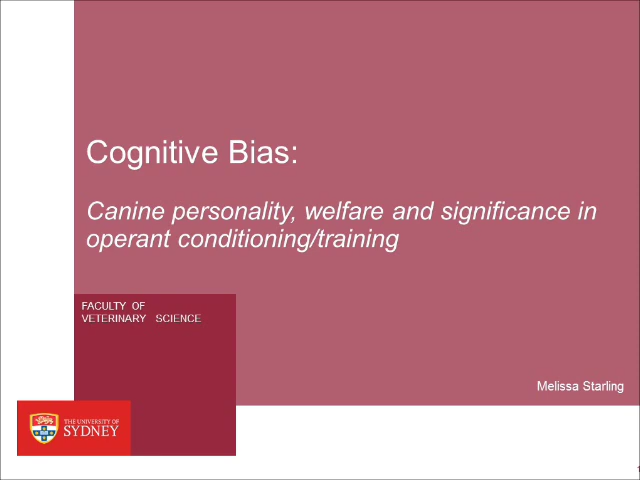 Cognitive Bias:
Canine personality, welfare and significance in
operant conditioning/training
FACULTY OF
VETERINARY SCIENCE
Melissa Starling
THE UNIVERSITY OF
SYDNEY